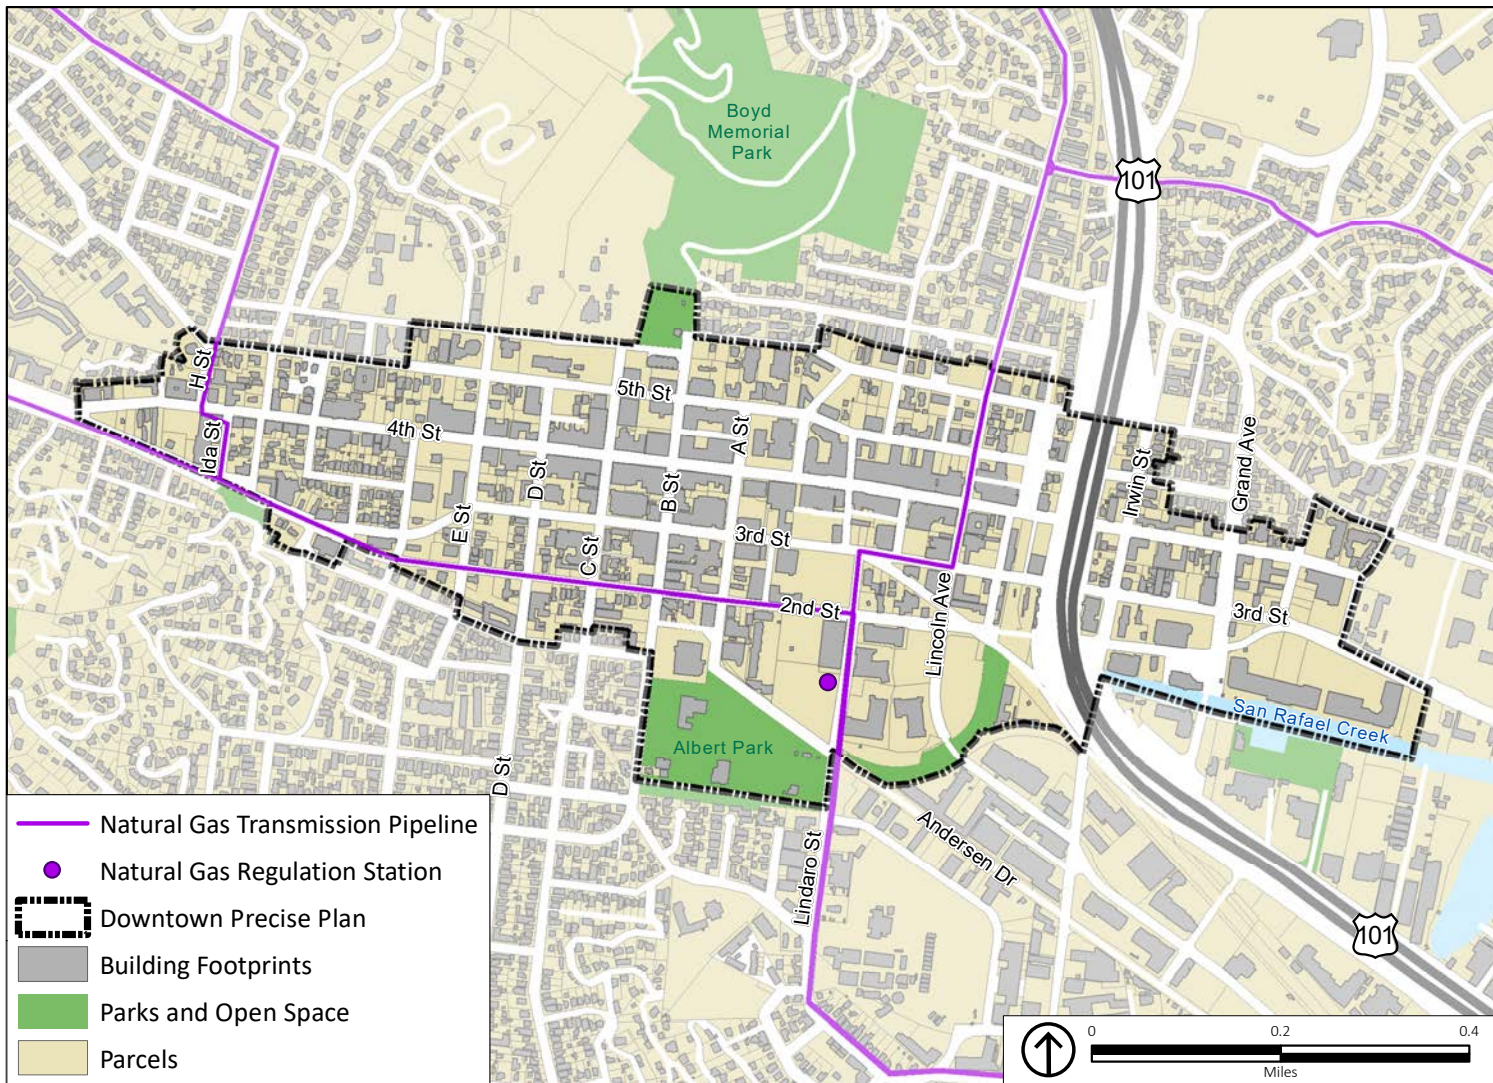 Boyd
Memorial
Park
101
H St
5th St
4th St
A St
Ida St
D St
B St
E St
C St
3rd St
2nd St
Lincoln Ave
Irwin St
Grand Ave
3rd St
San Rafael Creek
Albert Park
D St
Andersen Dr
Lindaro St
101
Natural Gas Transmission Pipeline
Natural Gas Regulation Station
Downtown Precise Plan
Building Footprints
Parks and Open Space
Parcels
0 0.2 0.4
Miles